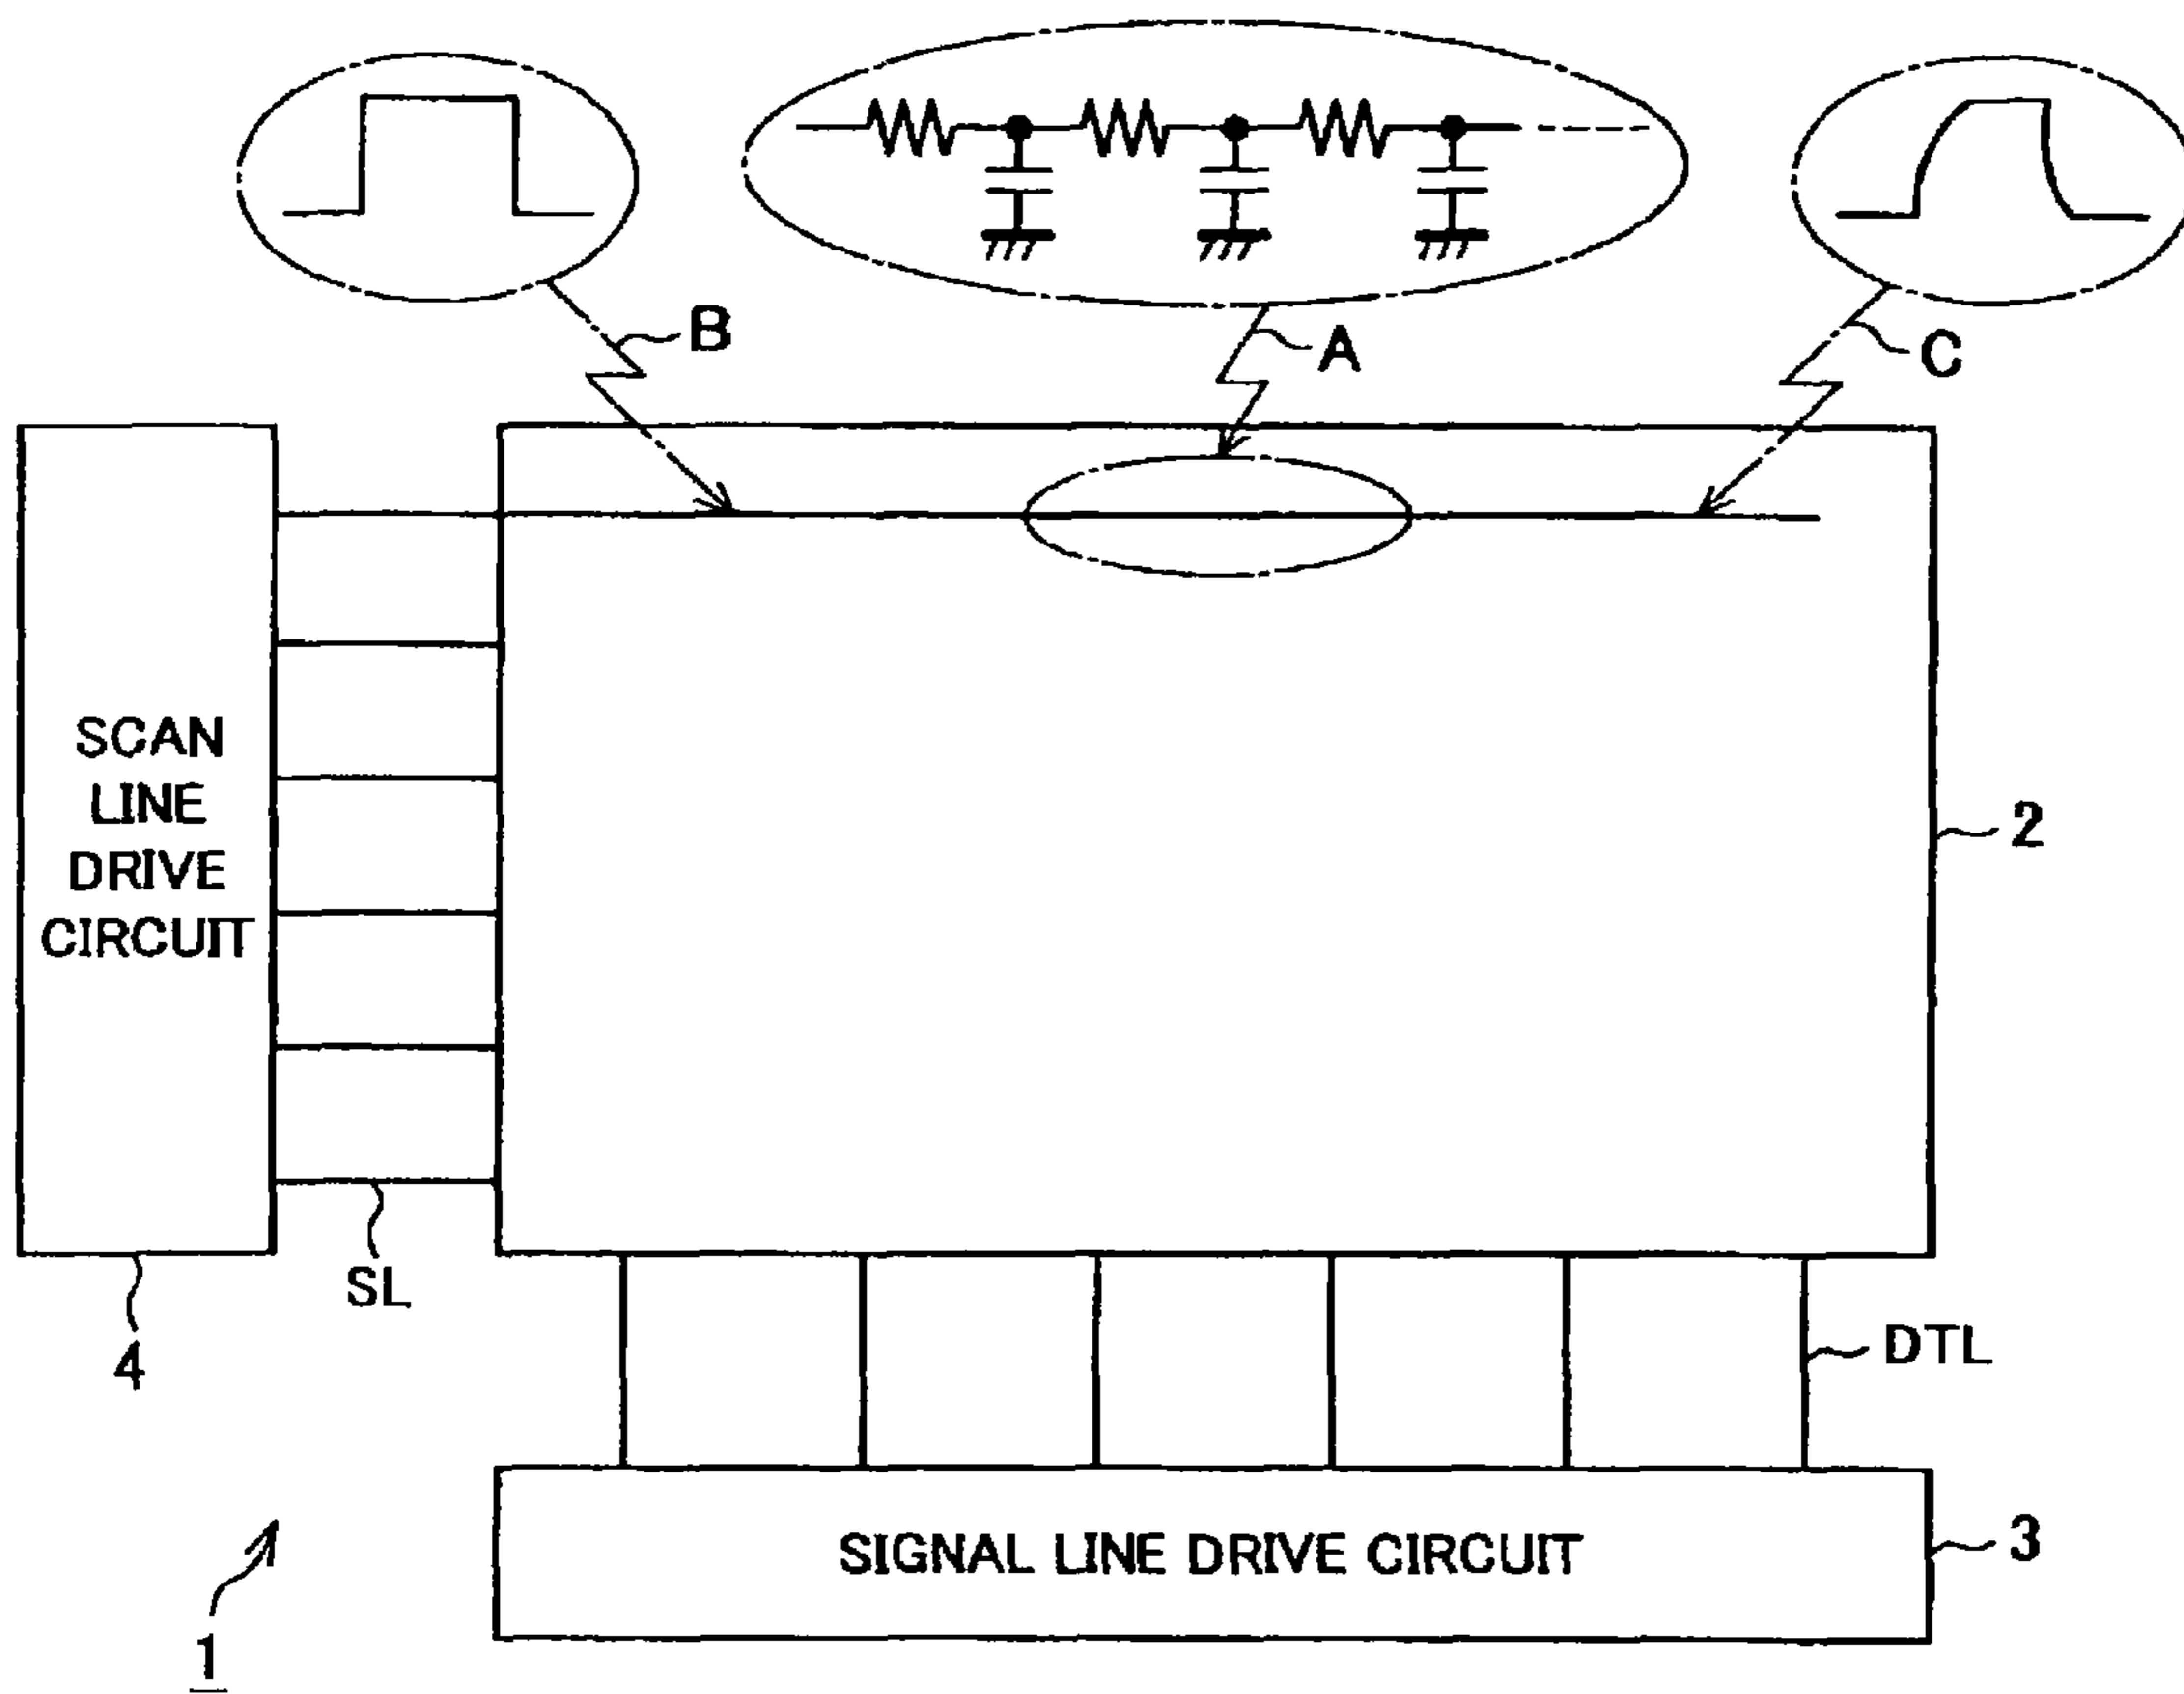 B
A
C
SCAN
LINE
DRIVE
CIRCUIT
2
SL
4
DTL
SIGNAL LINE DRIVE CIRCUIT
3
1